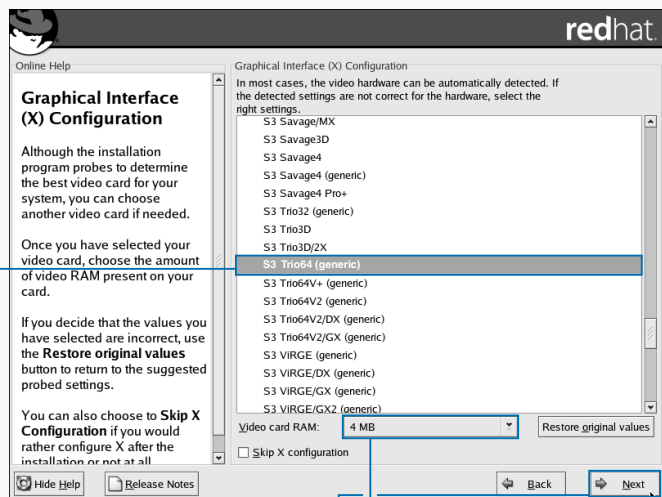 redhat.
Online Help
Graphical Interface
(X) Configuration
Although the installation
program probes to determine
the best video card for your
system, you can choose
another video card if needed.
Once you have selected your
video card, choose the amount
of video RAM present on your
card.
If you decide that the values you
have selected are incorrect, use
the Restore original values
button to return to the suggested
probed settings.
You can also choose to Skip X
Configuration if you would
rather configure X after the
installation or not at all
Graphical Interface (X) Configuration
In most cases, the video hardware can be automatically detected. If
the detected settings are not correct for the hardware, select the
right settings.
S3 Savage/MX
S3 Savage3D
S3 Savage4
S3 Savage4 (generic)
S3 Savage4 Pro+
S3 Trio32 (generic)
S3 Trio3D
S3 Trio3D/2X
S3 Trio64 (generic)
S3 Trio64V+ (generic)
S3 Trio64V2 (generic)
S3 Trio64V2/DX (generic)
S3 Trio64V2/GX (generic)
S3 ViRGE (generic)
S3 ViRGE/DX (generic)
S3 ViRGE/GX (generic)
S3 ViRGE/GX2 (generic)
Video card RAM: 4 MB Restore original values
Skip X configuration
Hide Help Release Notes Back Next